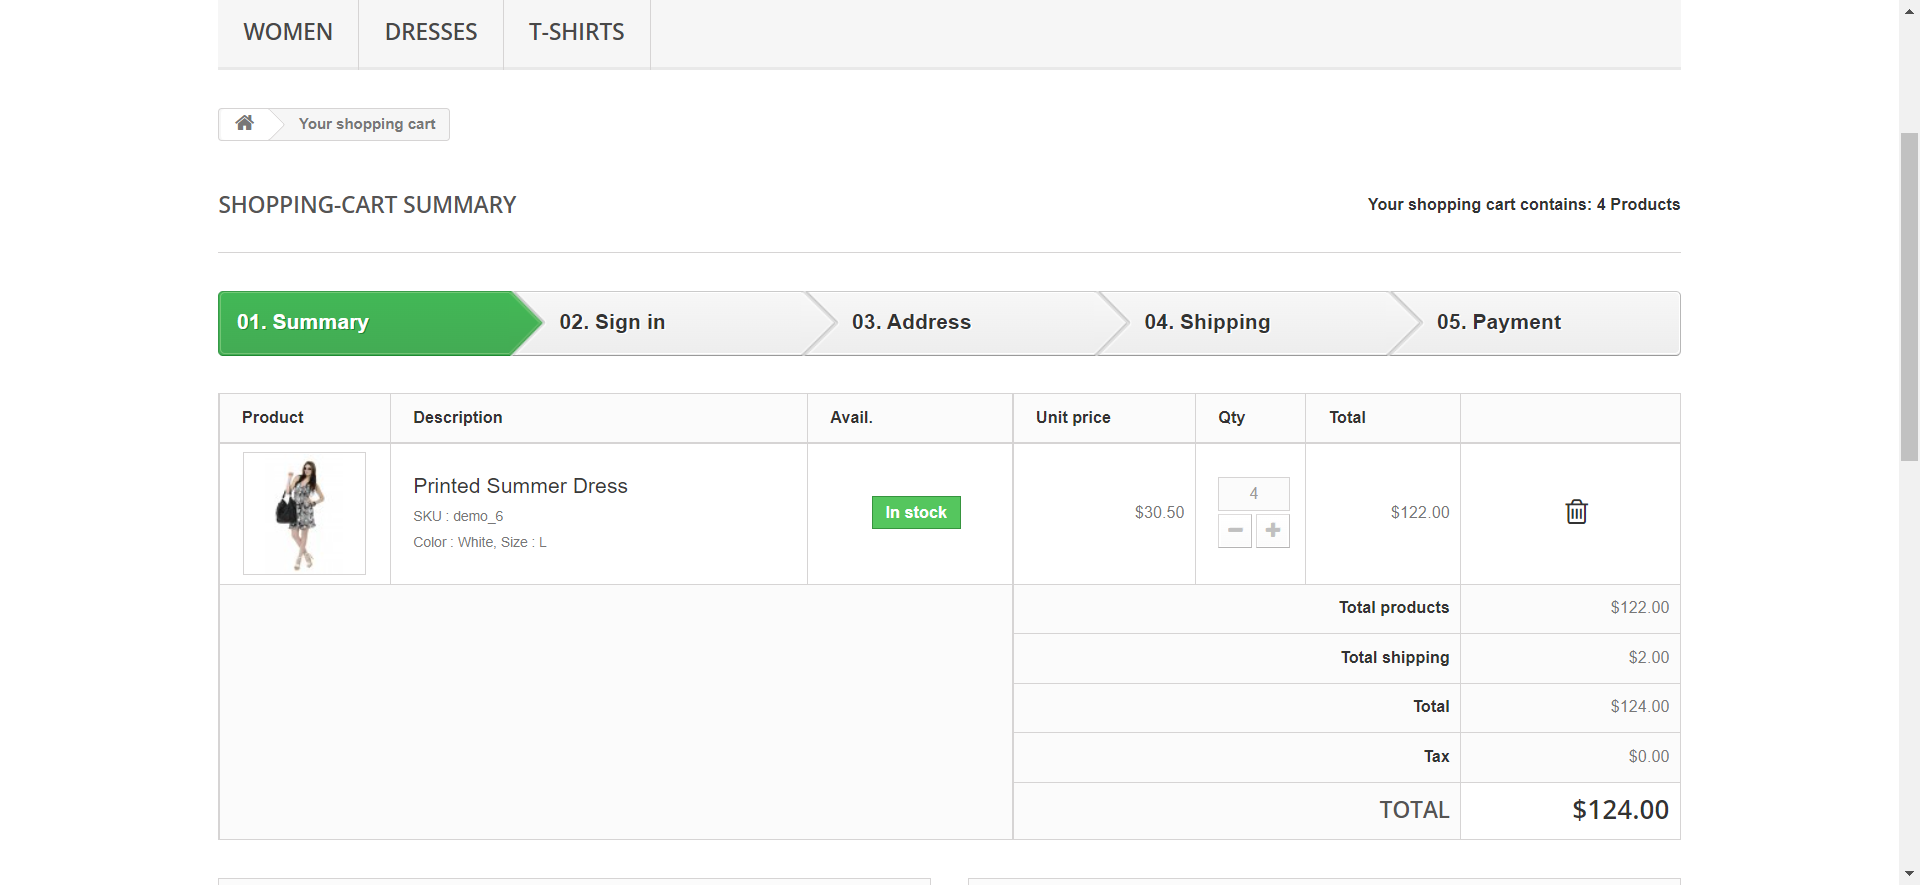 WOMEN DRESSES T-SHIRTS
Your shopping cart
SHOPPING-CART SUMMARY Your shopping cart contains: 4 Products
01. Summary 02. Sign in 03. Address 04. Shipping 05. Payment
Product Description Avail. Unit price Qty Total
Printed Summer Dress
SKU : demo_6
Color : White, Size : L
In stock
$30.50
4
$122.00
Total products $122.00
Total shipping $2.00
Total $124.00
Tax $0.00
TOTAL $124.00